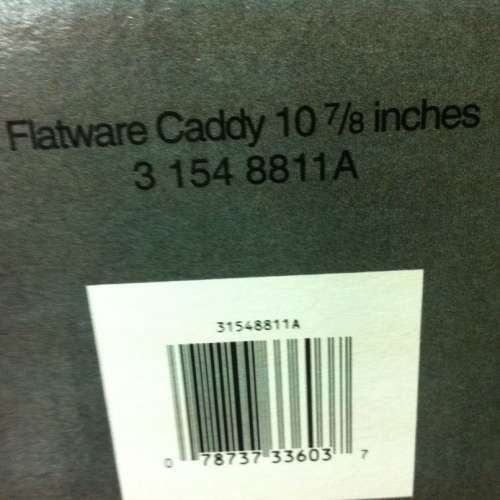 Flatware Caddy 10 7/8 inches
3 154 8811A
31548811A
0 78737 33603 7